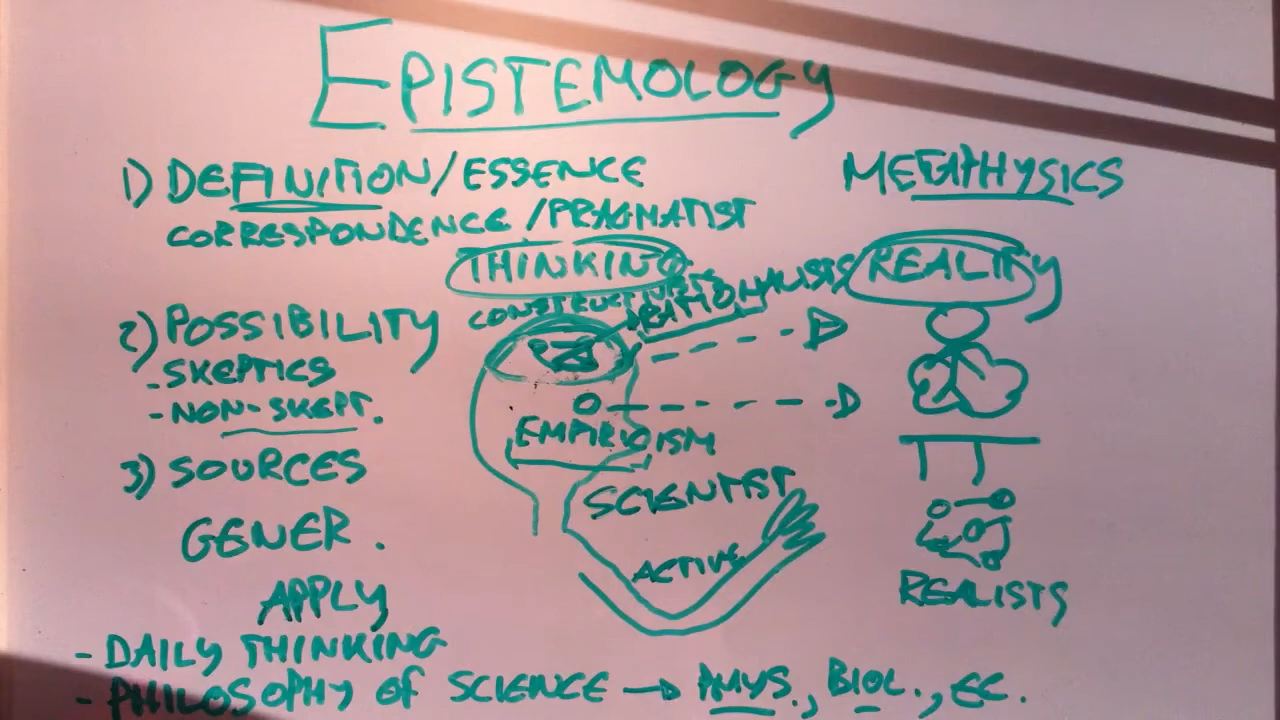 EPISTEMOLOGY
1) DEFINITION/ESSENCE
CORRESPONDENCE/PRAGMATIST
METAPHYSICS
THINKING
REALITY
CONSTRUCTIVISTS
RATIONALISTS
2) POSSIBILITY
- SKEPTICS
- NON-SKEPT.
EMPIRICISM
3) SOURCES
SCIENTIST
GENER.
ACTIVE
REALISTS
APPLY
- DAILY THINKING
- PHILOSOPHY OF SCIENCE → PHYS., BIOL., EC.